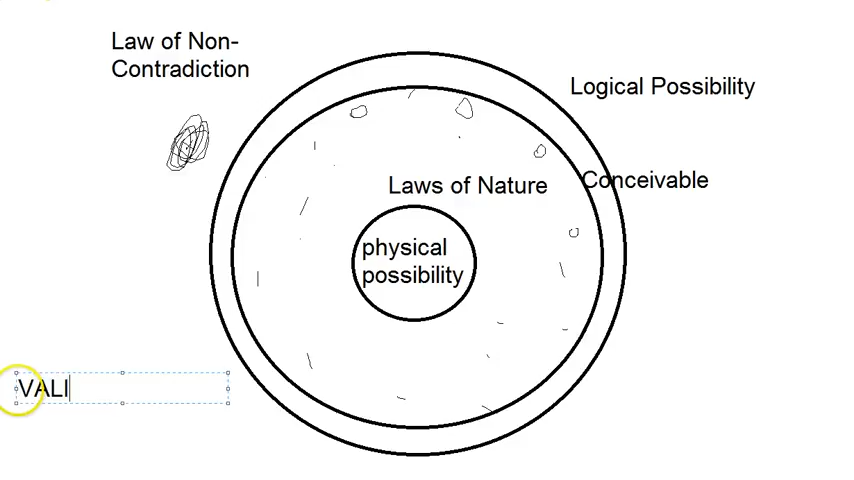 Law of Non-
Contradiction
Logical Possibility
Conceivable
Laws of Nature
physical
possibility
VALI